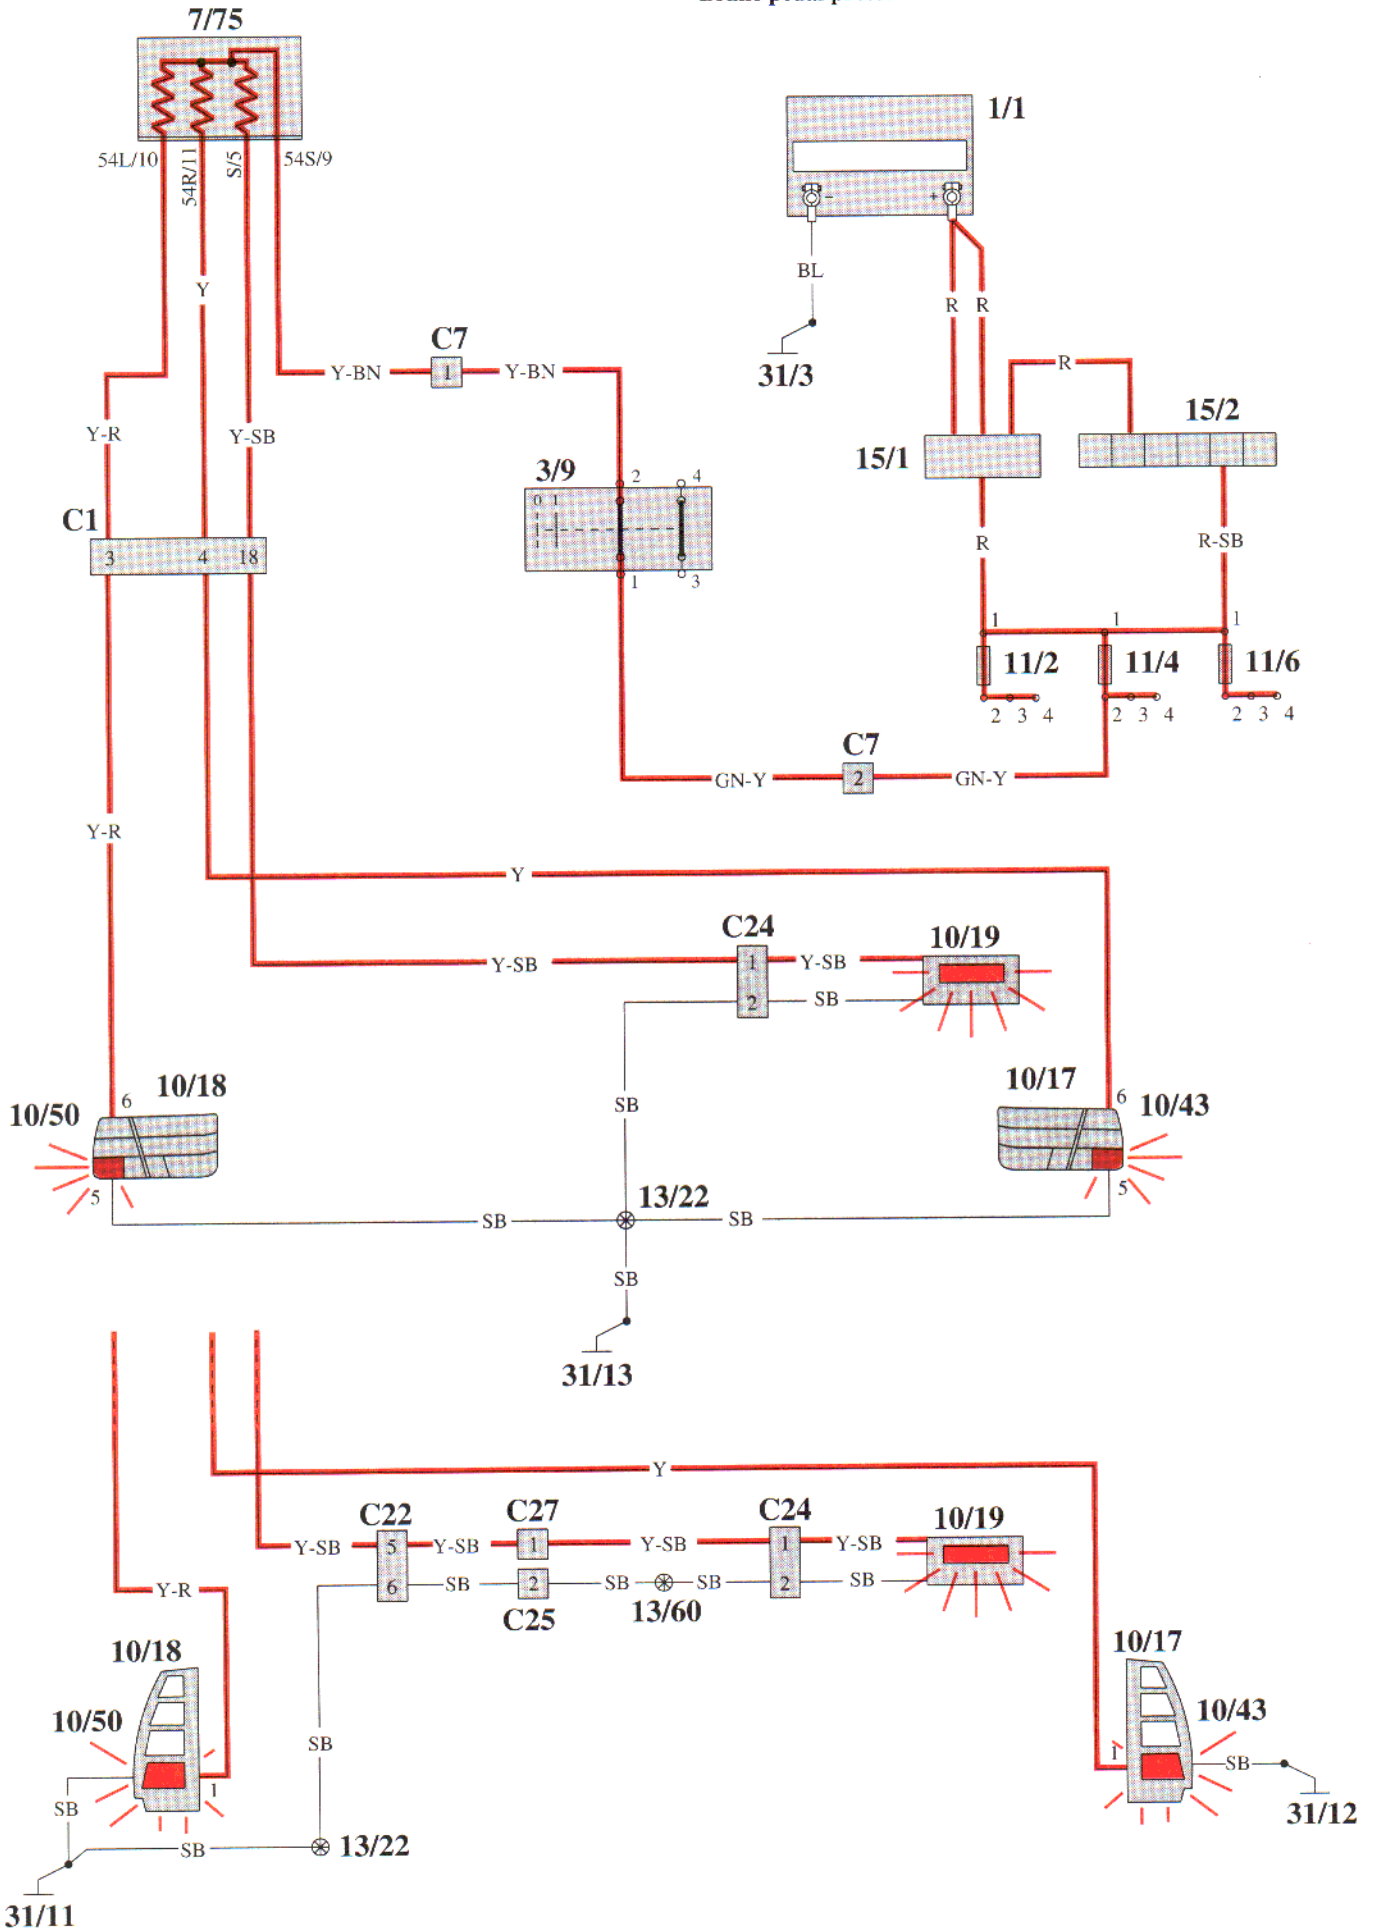 7/75
54L/10
54R/11
S/5
54S/9
1/1
- +
BL
31/3
R R
R
15/2
15/1
Y
C7
Y-BN 1 Y-BN
Y-R
Y-SB
3/9
2 4
0 1
1 3
C1
3 4 18
R
R-SB
1 1 1
11/2 11/4 11/6
2 3 4 2 3 4 2 3 4
C7
GN-Y 2 GN-Y
Y-R
Y
C24
10/19
Y-SB 1 Y-SB
2 SB
SB
10/18
6
10/50
5
10/17
6
10/43
5
13/22
SB SB
SB
31/13
Y
C22 C27 C24 10/19
Y-SB 5 Y-SB 1 Y-SB 1 Y-SB
6 SB 2 SB SB 2 SB
C25
13/60
Y-R
10/18
10/50
1
SB
SB
SB
13/22
31/11
10/17
10/43
1
SB
31/12